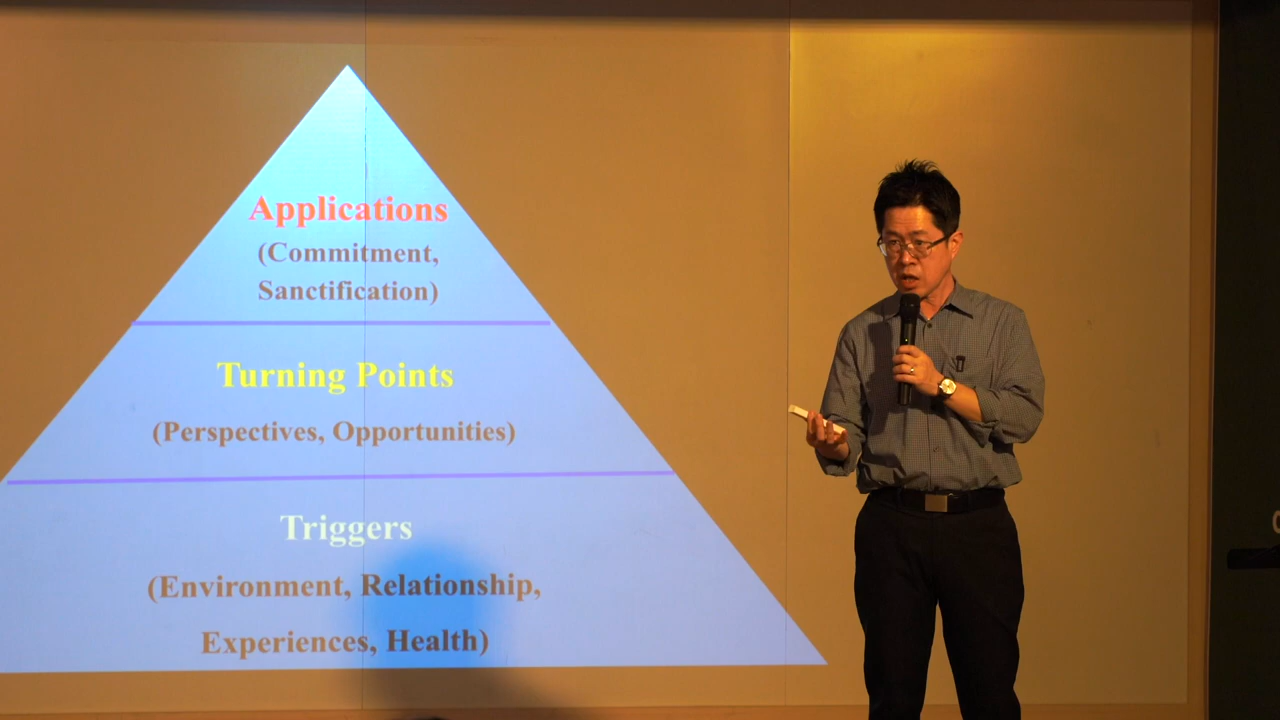 Applications
(Commitment,
Sanctification)
Turning Points
(Perspectives, Opportunities)
Triggers
(Environment, Relationship,
Experiences, Health)